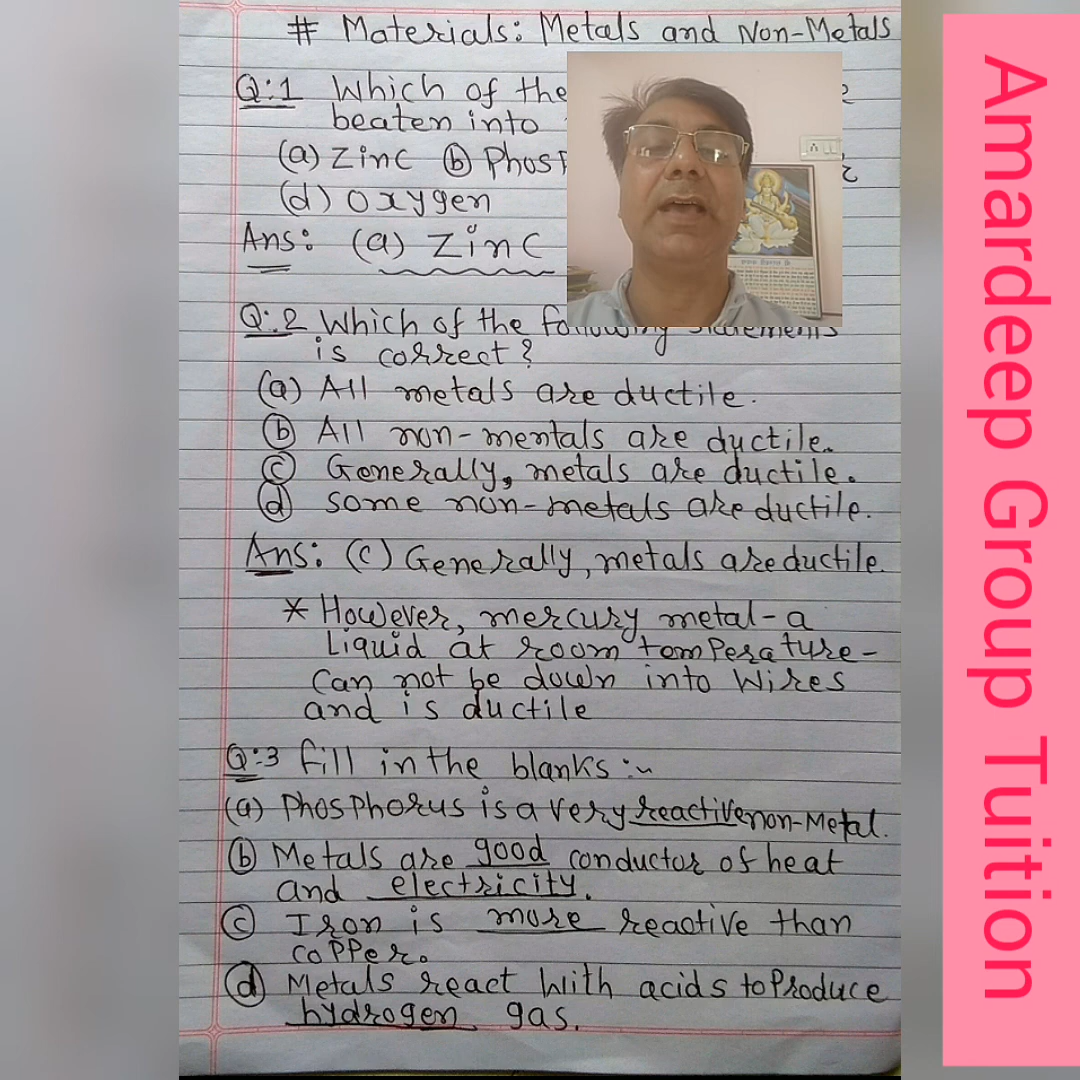 # Materials: Metals and Non-Metals
Q:1 Which of the
beaten into
(a) Zinc (b) Phosp
(d) Oxygen
Ans: (a) Zinc
Q:2 Which of the following statements
is correct?
(a) All metals are ductile.
(b) All non-mentals are ductile.
(c) Generally, metals are ductile.
(d) some non-metals are ductile.
Ans: (c) Generally, metals are ductile.
* However, mercury metal-a
Liquid at room temperature-
Can not be down into wires
and is ductile
Q:3 fill in the blanks :~
(a) Phosphorus is a very reactive non-Metal.
(b) Metals are good conductor of heat
and electricity.
(c) Iron is more reactive than
copper.
(d) Metals react with acids to Produce
hydrogen gas.
Amardeep Group Tuition